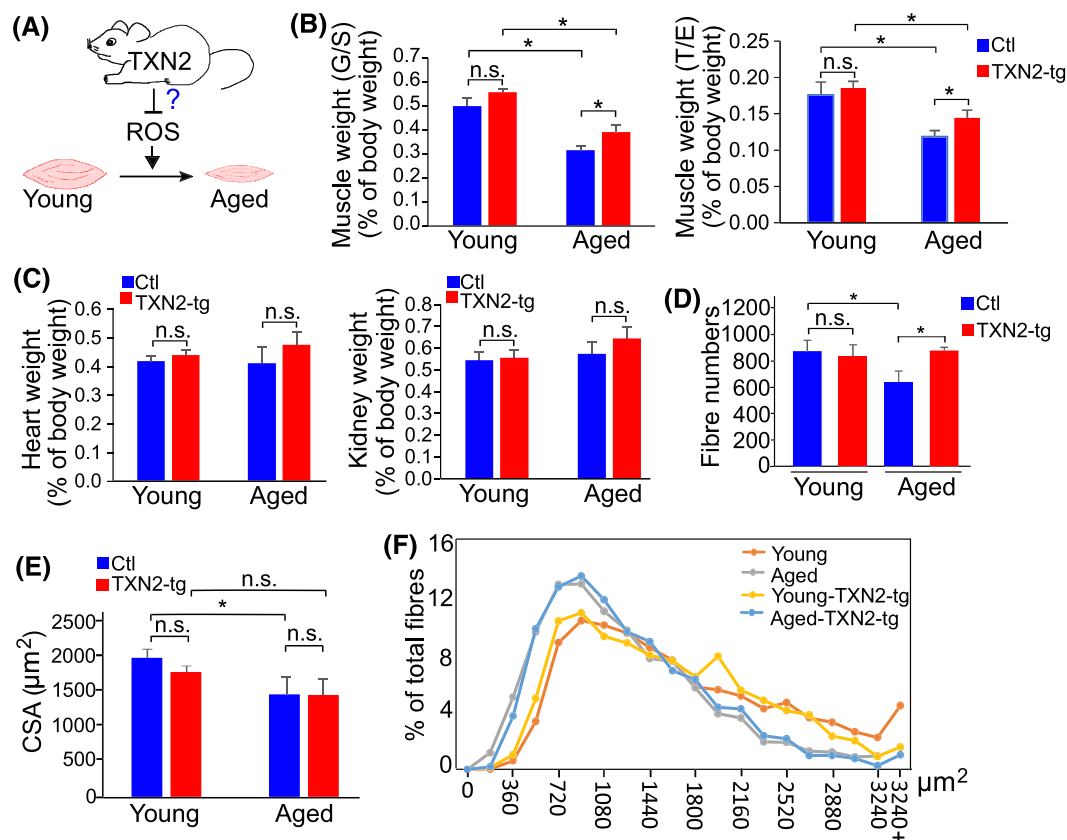 (A)
TXN2
?
ROS
Young
Aged
(B)
Muscle weight (G/S)
(% of body weight)
0.7
0.6
0.5
0.4
0.3
0.2
0.1
0.0
n.s.
*
*
*
Young
Aged
Muscle weight (T/E)
(% of body weight)
0.25
0.20
0.15
0.10
0.05
0.00
n.s.
*
*
*
Young
Aged
Ctl
TXN2-tg
(C)
Ctl
TXN2-tg
Heart weight
(% of body weight)
0.6
0.5
0.4
0.3
0.2
0.1
0.0
n.s.
n.s.
Young
Aged
Ctl
TXN2-tg
Kidney weight
(% of body weight)
0.8
0.7
0.6
0.5
0.4
0.3
0.2
0.1
0.0
n.s.
n.s.
Young
Aged
(D)
Fibre numbers
1200
1000
800
600
400
200
0
n.s.
*
*
Ctl
TXN2-tg
Young
Aged
(E)
Ctl
TXN2-tg
CSA (µm²)
2500
2000
1500
1000
500
0
n.s.
*
n.s.
n.s.
Young
Aged
(F)
% of total fibres
16
12
8
4
0
Young
Aged
Young-TXN2-tg
Aged-TXN2-tg
0
360
720
1080
1440
1800
2160
2520
2880
3240
3240+
µm²